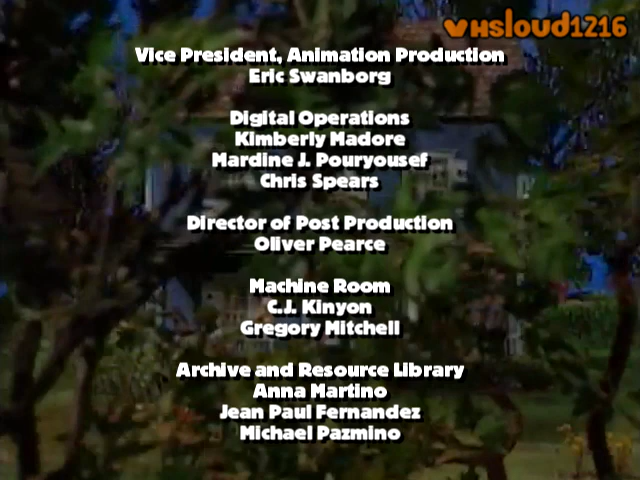 vhsloud1216
Vice President, Animation Production
Eric Swanborg
Digital Operations
Kimberly Madore
Mardine J. Pouryousef
Chris Spears
Director of Post Production
Oliver Pearce
Machine Room
C.J. Kinyon
Gregory Mitchell
Archive and Resource Library
Anna Martino
Jean Paul Fernandez
Michael Pazmino